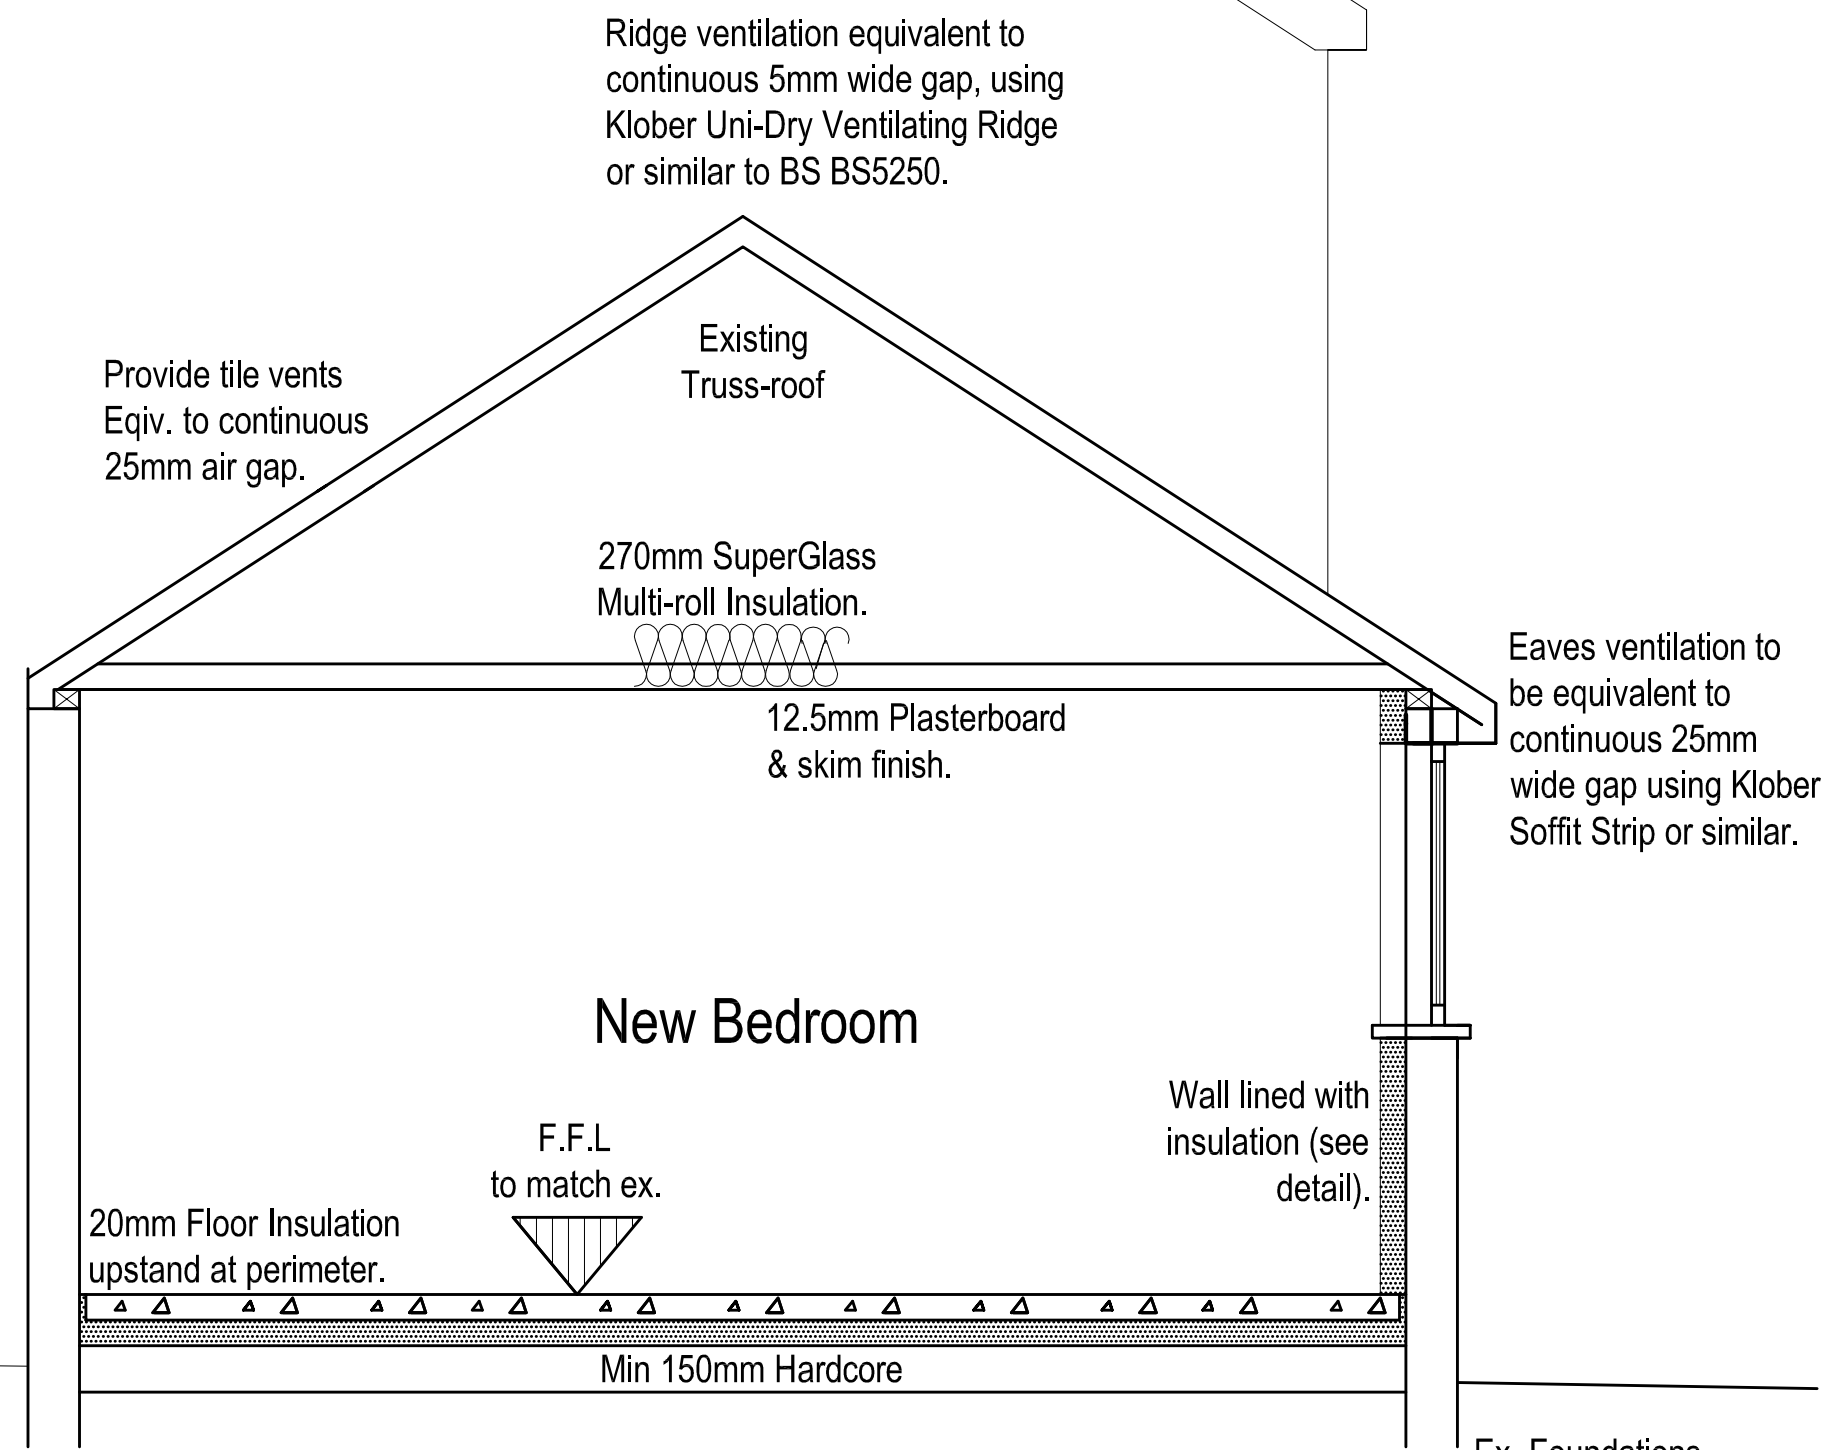 Ridge ventilation equivalent to
continuous 5mm wide gap, using
Klober Uni-Dry Ventilating Ridge
or similar to BS BS5250.
Existing
Truss-roof
Provide tile vents
Eqiv. to continuous
25mm air gap.
270mm SuperGlass
Multi-roll Insulation.
Eaves ventilation to
be equivalent to
continuous 25mm
wide gap using Klober
Soffit Strip or similar.
12.5mm Plasterboard
& skim finish.
New Bedroom
Wall lined with
insulation (see
detail).
F.F.L
to match ex.
20mm Floor Insulation
upstand at perimeter.
Min 150mm Hardcore
Ex. Foundations